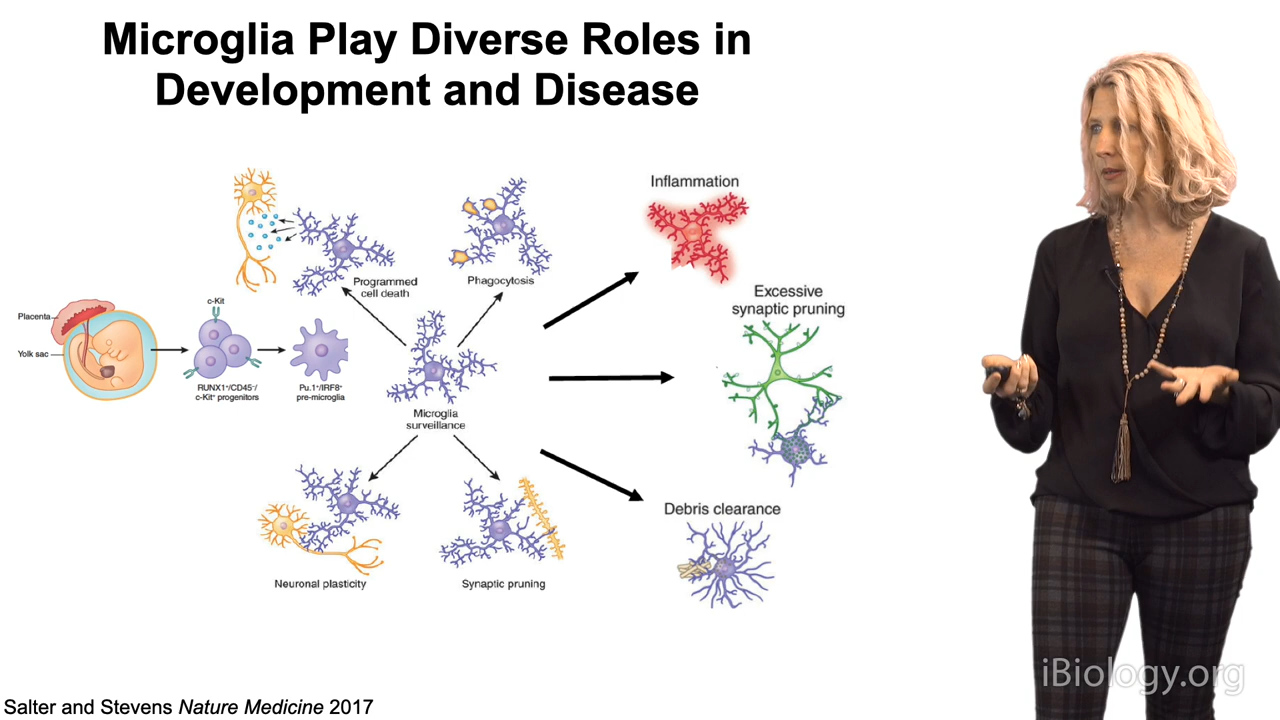 Microglia Play Diverse Roles in
Development and Disease
Programmed
cell death
Phagocytosis
Placenta
Yolk sac
c-Kit
RUNX1⁺/CD45⁻/
c-Kit⁺ progenitors
Pu.1⁺/IRF8⁺
pre-microglia
Microglia
surveillance
Neuronal plasticity
Synaptic pruning
Inflammation
Excessive
synaptic pruning
Debris clearance
Salter and Stevens Nature Medicine 2017
iBiology.org